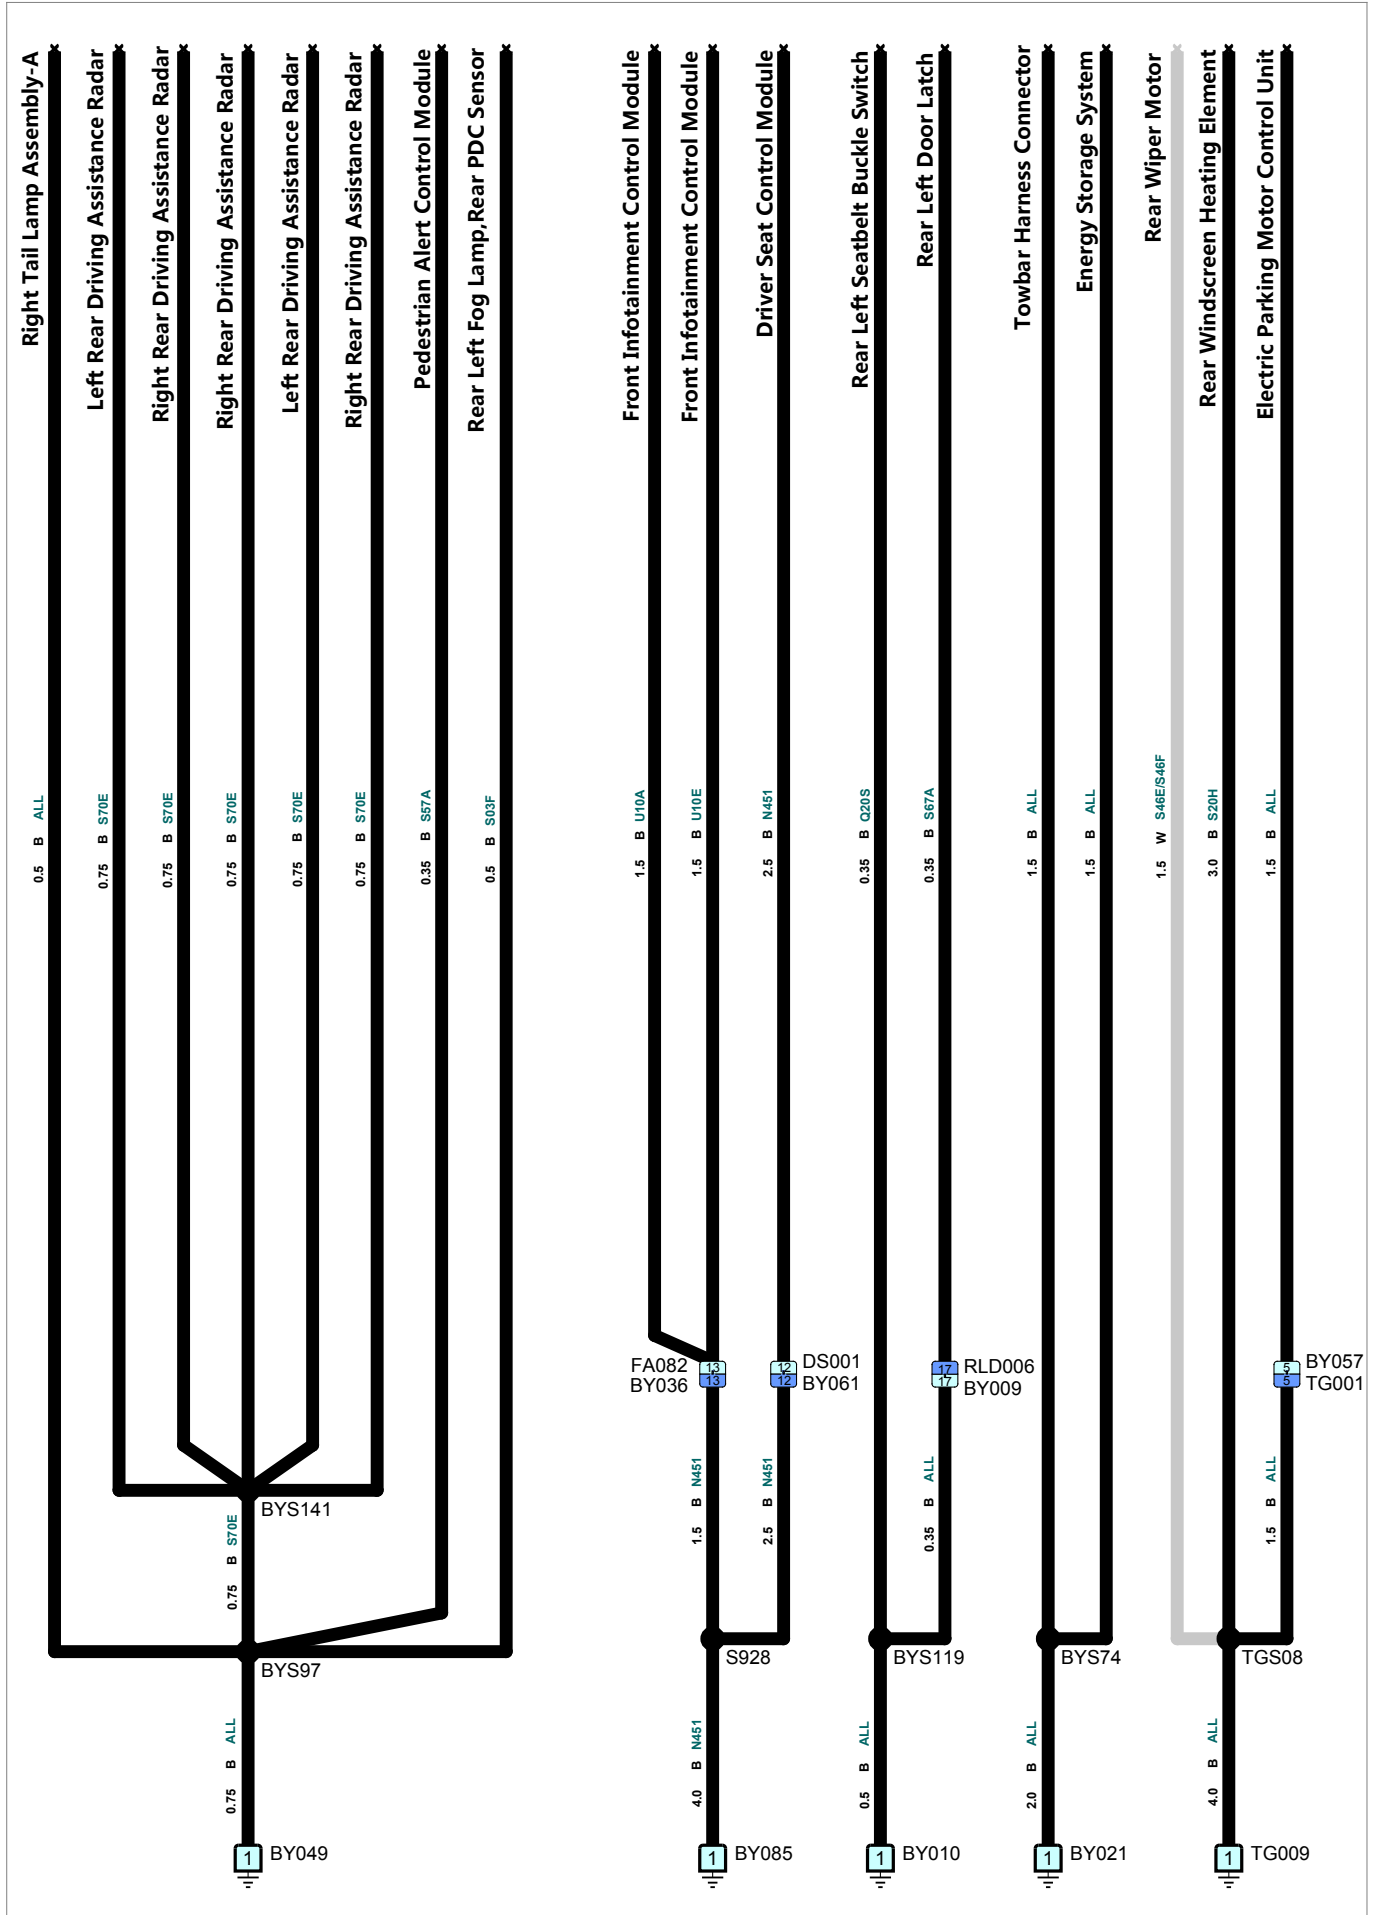 Right Tail Lamp Assembly-A
Left Rear Driving Assistance Radar
Right Rear Driving Assistance Radar
Right Rear Driving Assistance Radar
Left Rear Driving Assistance Radar
Right Rear Driving Assistance Radar
Pedestrian Alert Control Module
Rear Left Fog Lamp,Rear PDC Sensor
Front Infotainment Control Module
Front Infotainment Control Module
Driver Seat Control Module
Rear Left Seatbelt Buckle Switch
Rear Left Door Latch
Towbar Harness Connector
Energy Storage System
Rear Wiper Motor
Rear Windscreen Heating Element
Electric Parking Motor Control Unit
0.5 B ALL
0.75 B S70E
0.75 B S70E
0.75 B S70E
0.75 B S70E
0.75 B S70E
0.35 B S57A
0.5 B S03F
1.5 B U10A
1.5 B U10E
2.5 B N451
0.35 B Q20S
0.35 B S67A
1.5 B ALL
1.5 B ALL
1.5 W S46E/S46F
3.0 B S20H
1.5 B ALL
FA082 13
BY036 13
12 DS001
12 BY061
17 RLD006
17 BY009
5 BY057
5 TG001
1.5 B N451
2.5 B N451
0.35 B ALL
1.5 B ALL
BYS141
0.75 B S70E
BYS97
S928
BYS119
BYS74
TGS08
0.75 B ALL
4.0 B N451
0.5 B ALL
2.0 B ALL
4.0 B ALL
1 BY049
1 BY085
1 BY010
1 BY021
1 TG009